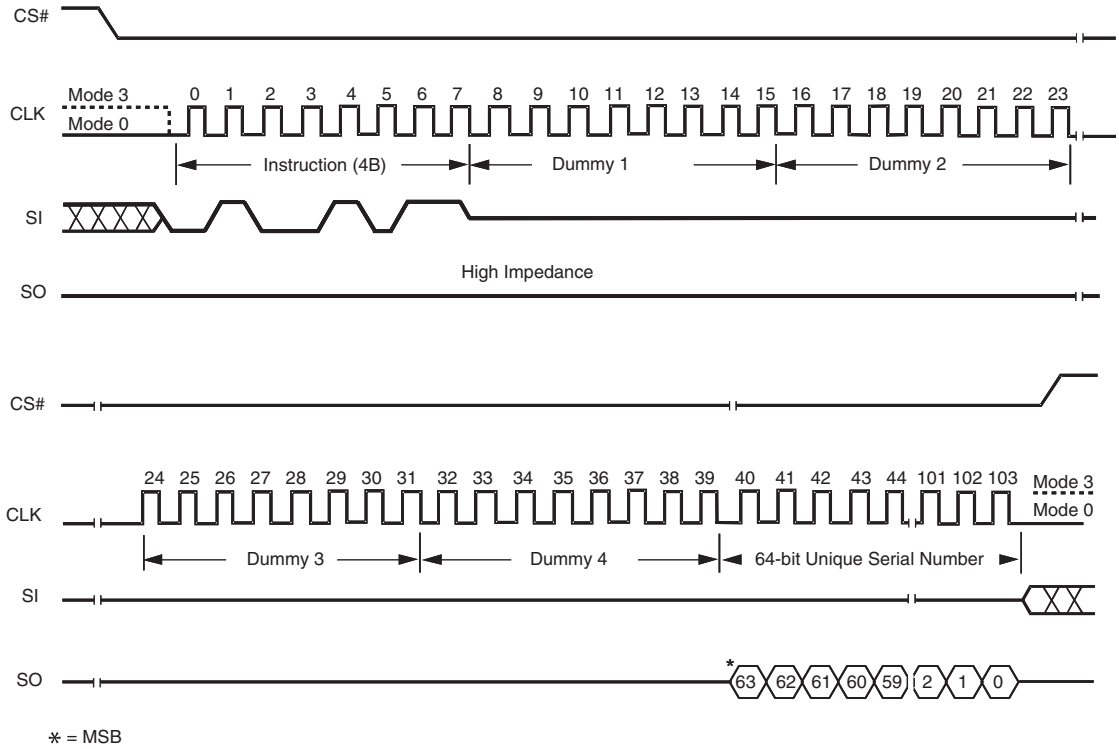 CS#
Mode 3
0 1 2 3 4 5 6 7 8 9 10 11 12 13 14 15 16 17 18 19 20 21 22 23
CLK
Mode 0
Instruction (4B) Dummy 1 Dummy 2
SI
High Impedance
SO
CS#
24 25 26 27 28 29 30 31 32 33 34 35 36 37 38 39 40 41 42 43 44 101 102 103
Mode 3
CLK
Mode 0
Dummy 3 Dummy 4 64-bit Unique Serial Number
SI
*
SO
63 62 61 60 59 2 1 0
* = MSB